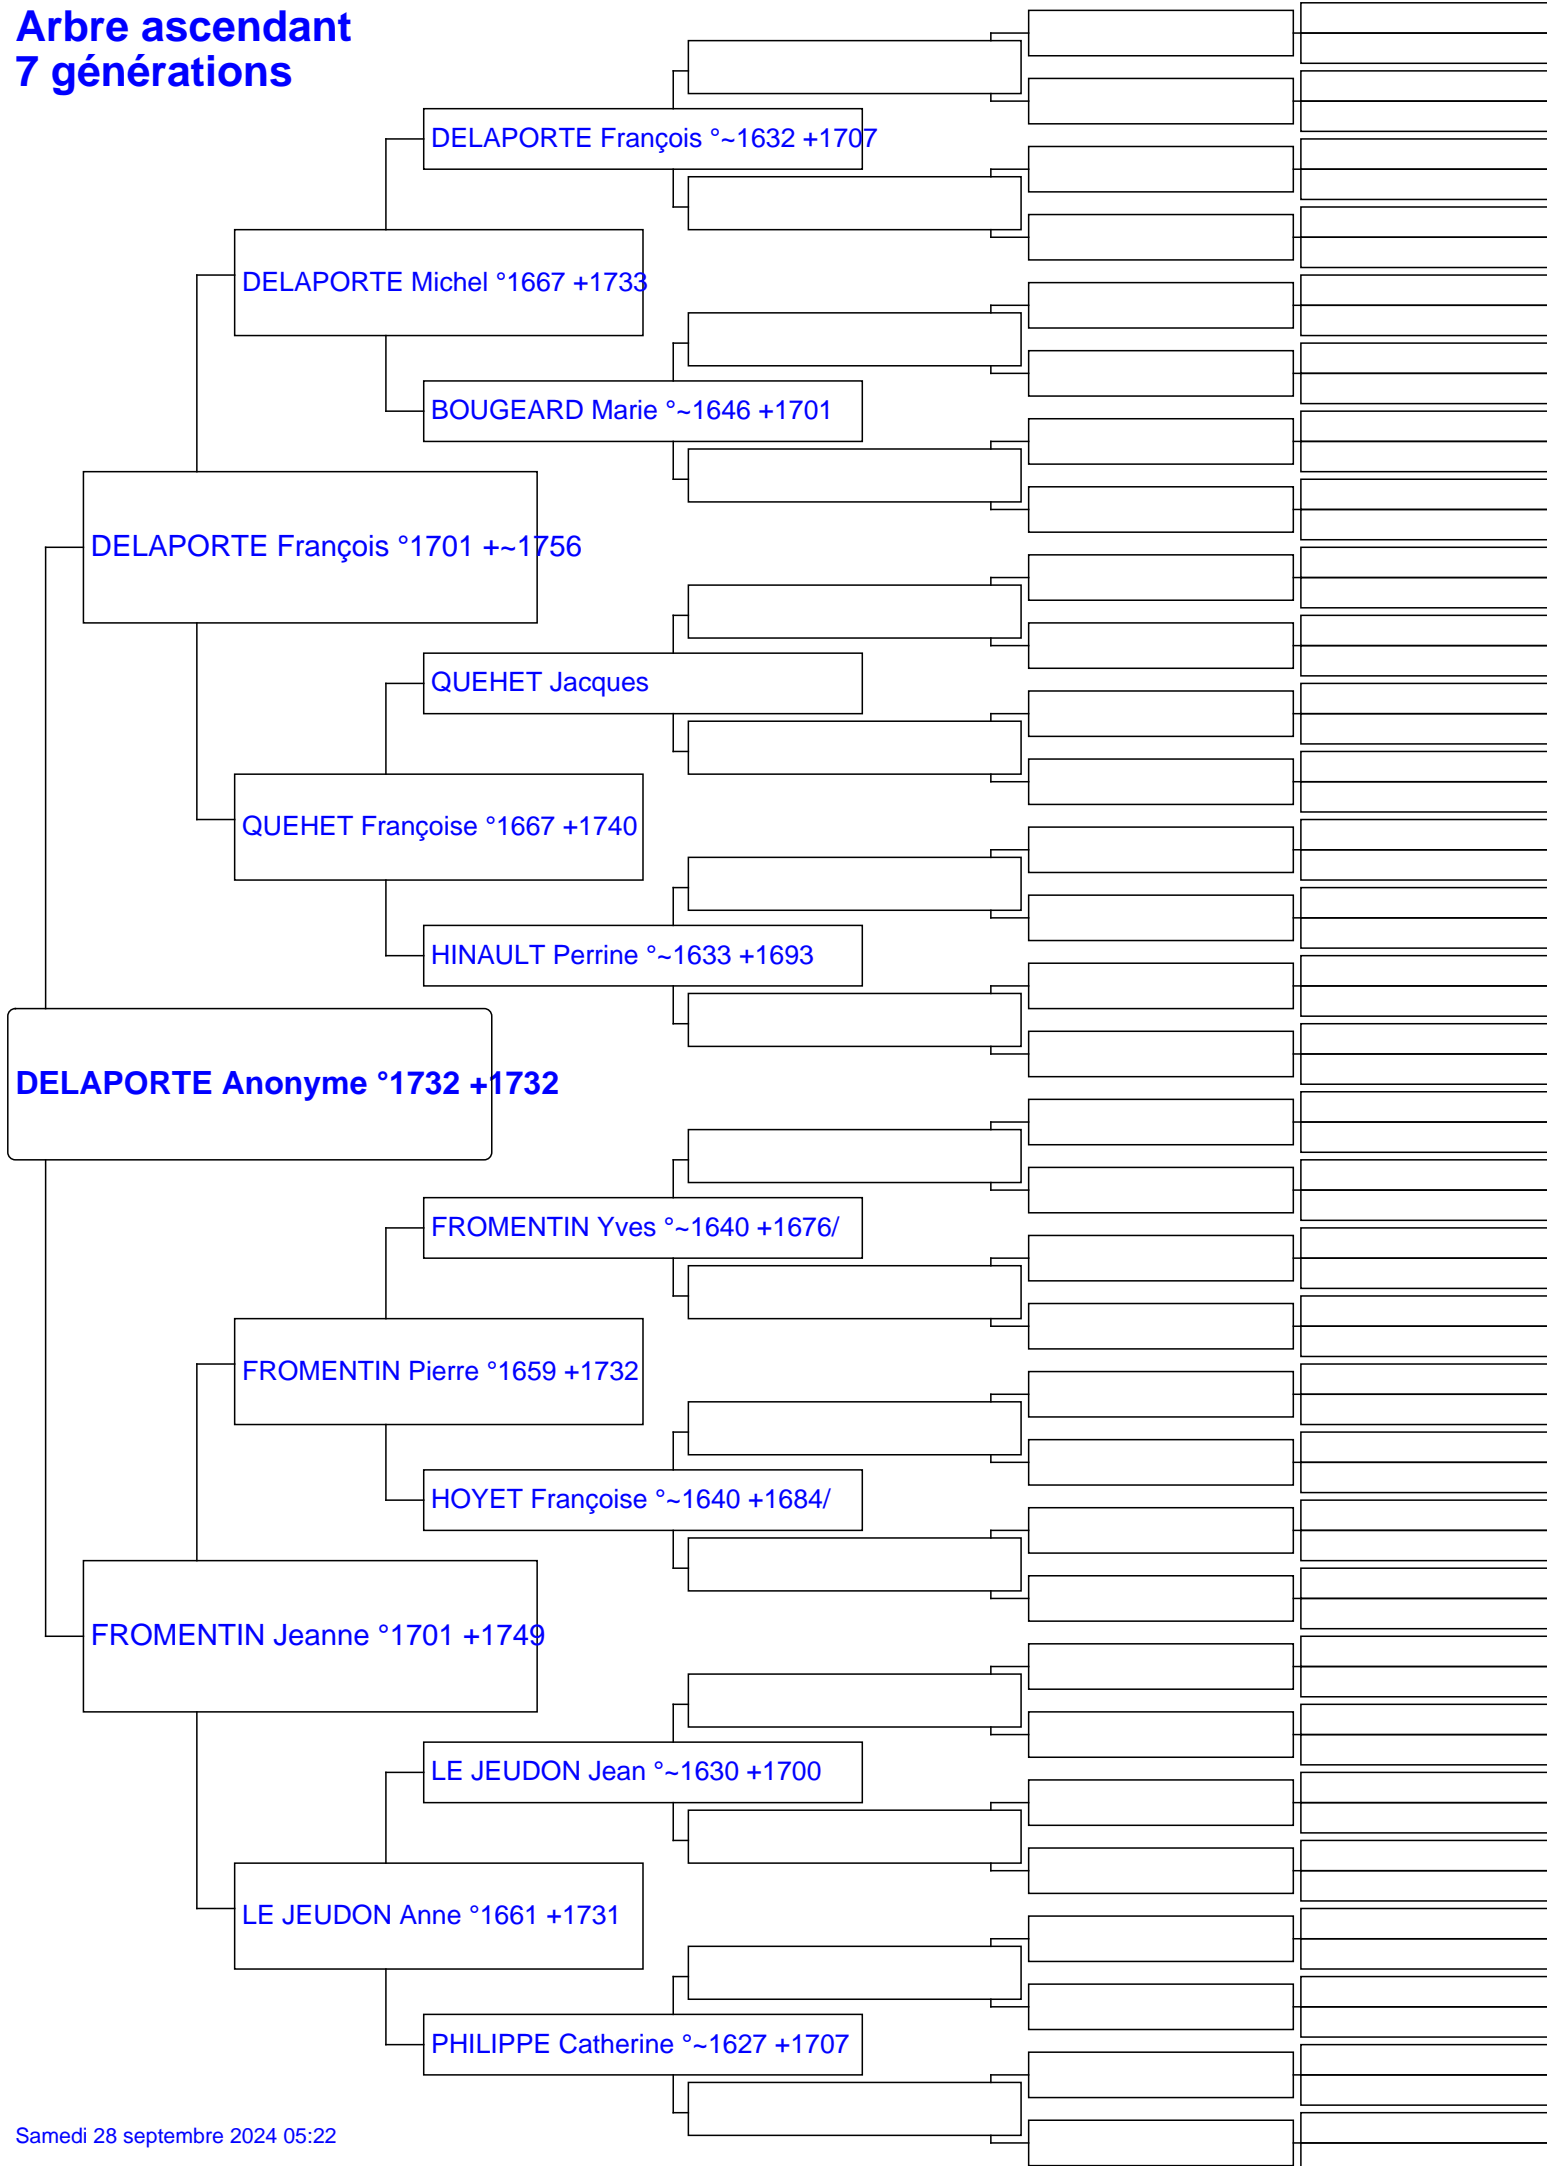 Arbre ascendant
7 générations
DELAPORTE François °~1632 +1707
DELAPORTE Michel °1667 +1733
BOUGEARD Marie °~1646 +1701
DELAPORTE François °1701 +~1756
QUEHET Jacques
QUEHET Françoise °1667 +1740
HINAULT Perrine °~1633 +1693
DELAPORTE Anonyme °1732 +1732
FROMENTIN Yves °~1640 +1676/
FROMENTIN Pierre °1659 +1732
HOYET Françoise °~1640 +1684/
FROMENTIN Jeanne °1701 +1749
LE JEUDON Jean °~1630 +1700
LE JEUDON Anne °1661 +1731
PHILIPPE Catherine °~1627 +1707
Samedi 28 septembre 2024 05:22